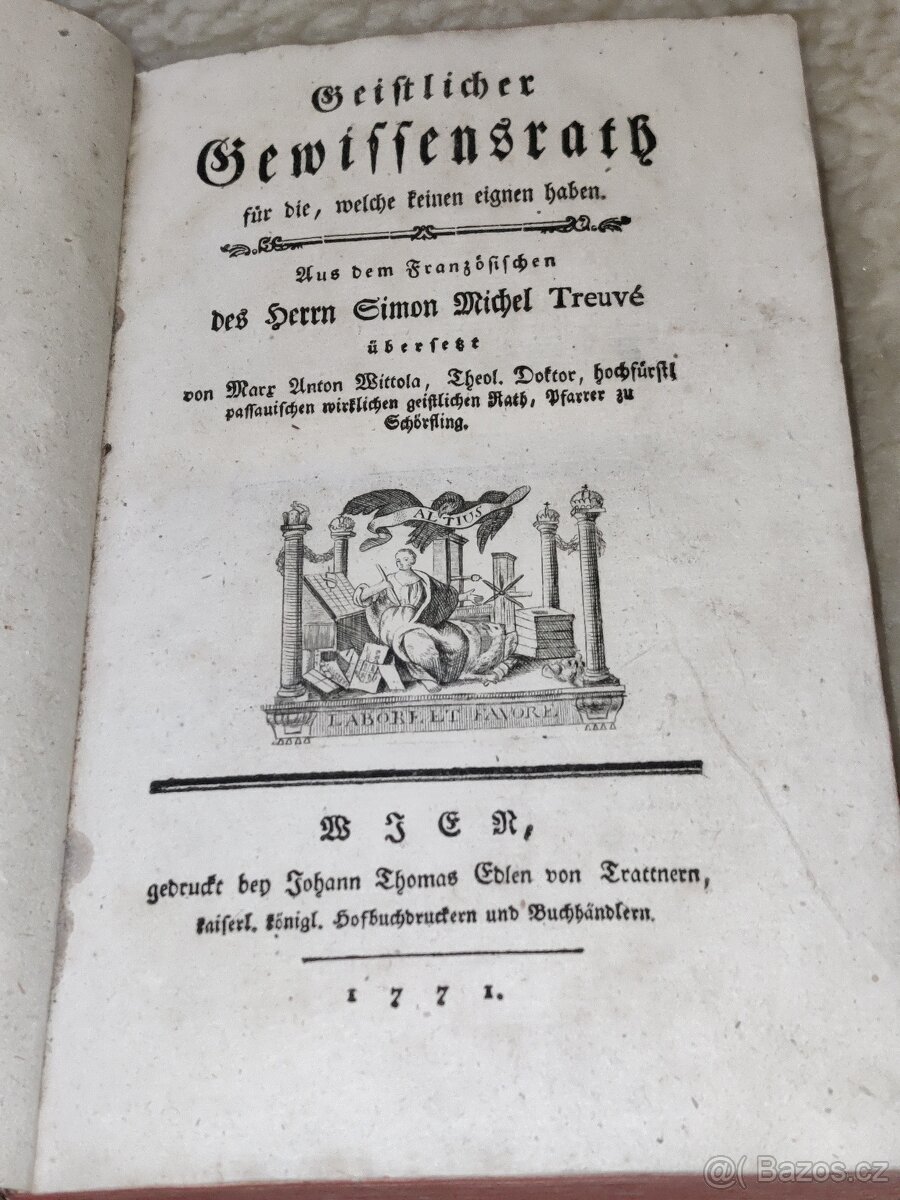 Geistlicher
Gewissensrath
für die, welche keinen eignen haben.
Aus dem Französischen
des Herrn Simon Michel Treuvé
übersetzt
von Marx Anton Wittola, Theol. Doktor, hochfürstl.
passauischen wirklichen geistlichen Rath, Pfarrer zu
Schörfling.
ALTIUS
LABORE ET FAVORE
WJEN,
gedruckt bey Johann Thomas Edlen von Trattnern,
kaiserl. königl. Hofbuchdruckern und Buchhändlern.
1771.
@( Bazos.cz